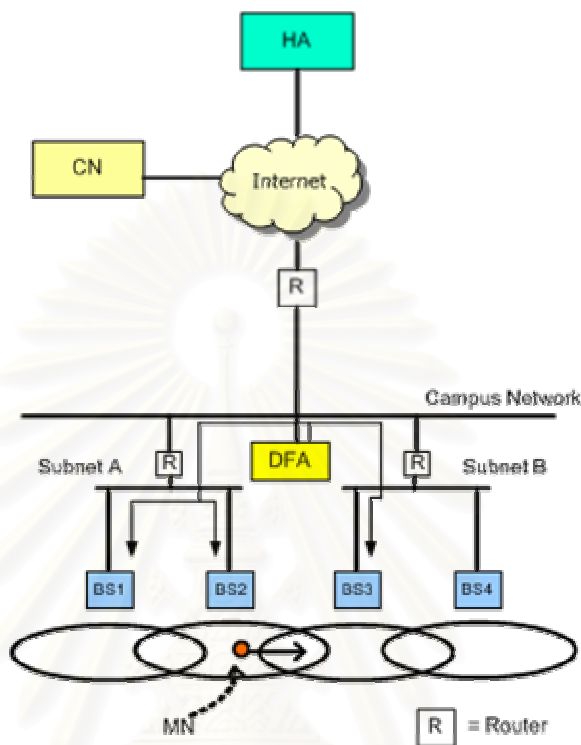 HA
CN
Internet
R
Campus Network
Subnet A
R
DFA
R
Subnet B
BS1
BS2
BS3
BS4
MN
R = Router